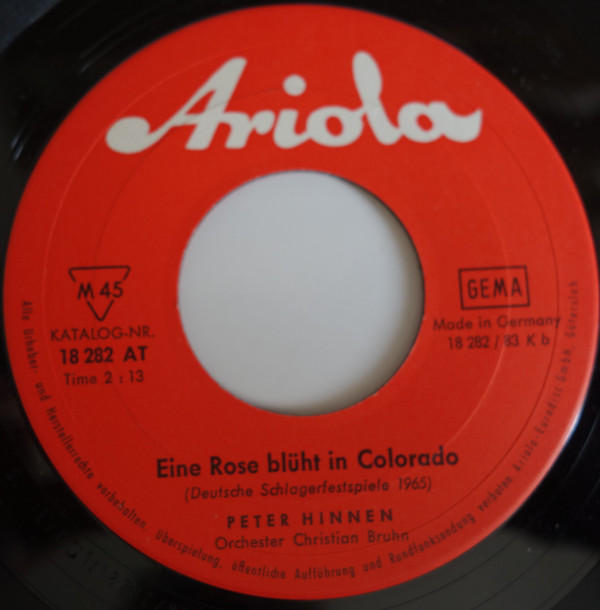 Ariola
M 45
KATALOG-NR.
18 282 AT
Time 2 : 13
GEMA
Made in Germany
18 282 / 83 K b
Eine Rose blüht in Colorado
(Deutsche Schlagerfestspiele 1965)
PETER HINNEN
Orchester Christian Bruhn
Alle Urheber- und Herstellerrechte vorbehalten. Überspielung, öffentliche Aufführung und Rundfunksendung verboten Ariola-Eurodisc GmbH. Gütersloh